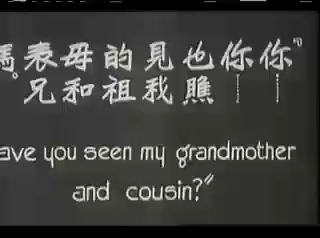 "你……
你……
也瞧
見我
的祖
母和
表兄
嗎。
ave you seen my grandmother
and cousin?"